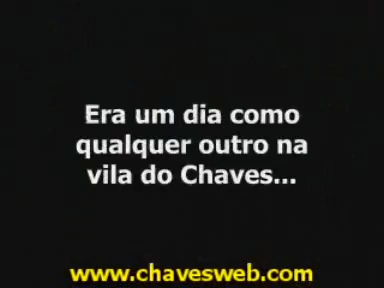 Era um dia como
qualquer outro na
vila do Chaves...
www.chavesweb.com